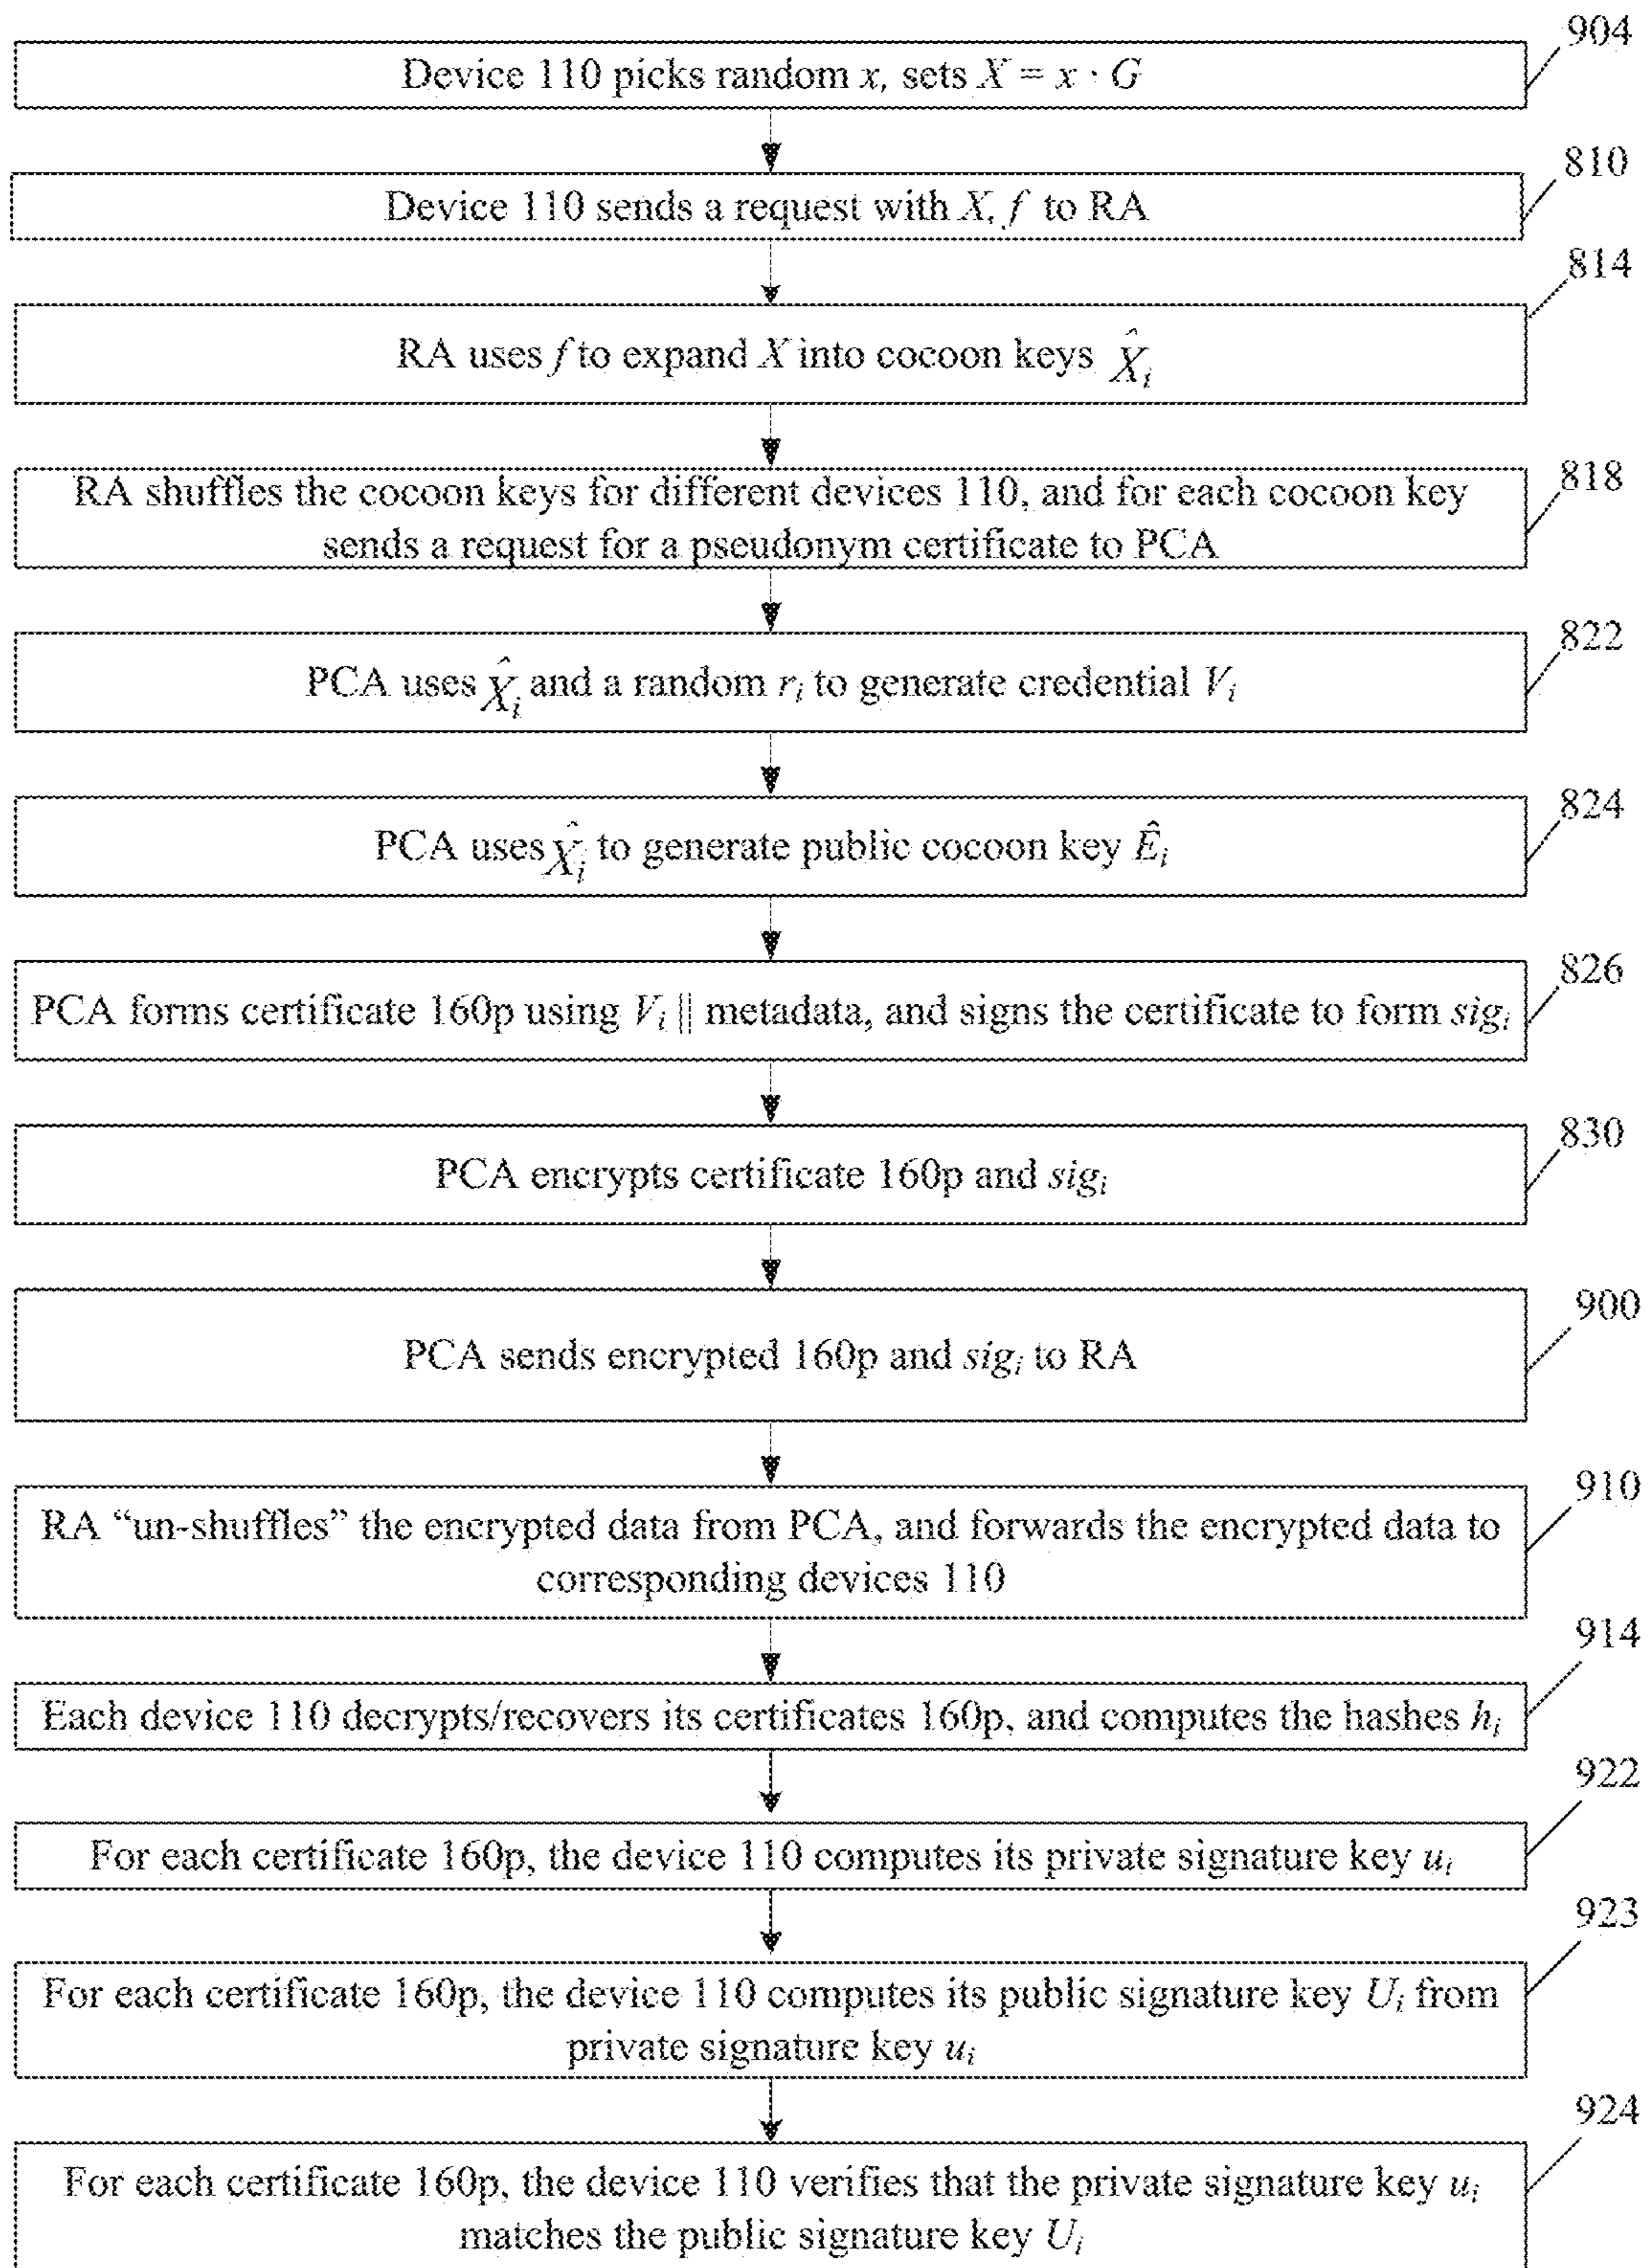 904
Device 110 picks random x, sets X = x · G
810
Device 110 sends a request with X, f to RA
814
RA uses f to expand X into cocoon keys X̂ᵢ
818
RA shuffles the cocoon keys for different devices 110, and for each cocoon key
sends a request for a pseudonym certificate to PCA
822
PCA uses X̂ᵢ and a random rᵢ to generate credential Vᵢ
824
PCA uses X̂ᵢ to generate public cocoon key Êᵢ
826
PCA forms certificate 160p using Vᵢ || metadata, and signs the certificate to form sigᵢ
830
PCA encrypts certificate 160p and sigᵢ
900
PCA sends encrypted 160p and sigᵢ to RA
910
RA “un-shuffles” the encrypted data from PCA, and forwards the encrypted data to
corresponding devices 110
914
Each device 110 decrypts/recovers its certificates 160p, and computes the hashes hᵢ
922
For each certificate 160p, the device 110 computes its private signature key uᵢ
923
For each certificate 160p, the device 110 computes its public signature key Uᵢ from
private signature key uᵢ
924
For each certificate 160p, the device 110 verifies that the private signature key uᵢ
matches the public signature key Uᵢ